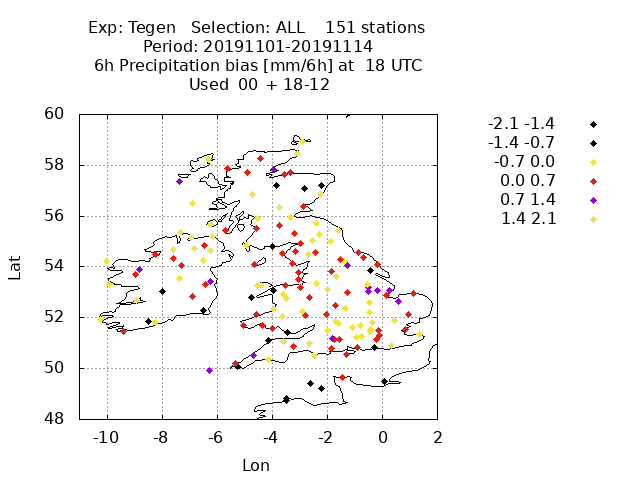 Exp: Tegen Selection: ALL 151 stations
Period: 20191101-20191114
6h Precipitation bias [mm/6h] at 18 UTC
Used 00 + 18-12
-2.1 -1.4
-1.4 -0.7
-0.7 0.0
0.0 0.7
0.7 1.4
1.4 2.1
60
58
56
54
52
50
48
Lat
-10 -8 -6 -4 -2 0 2
Lon